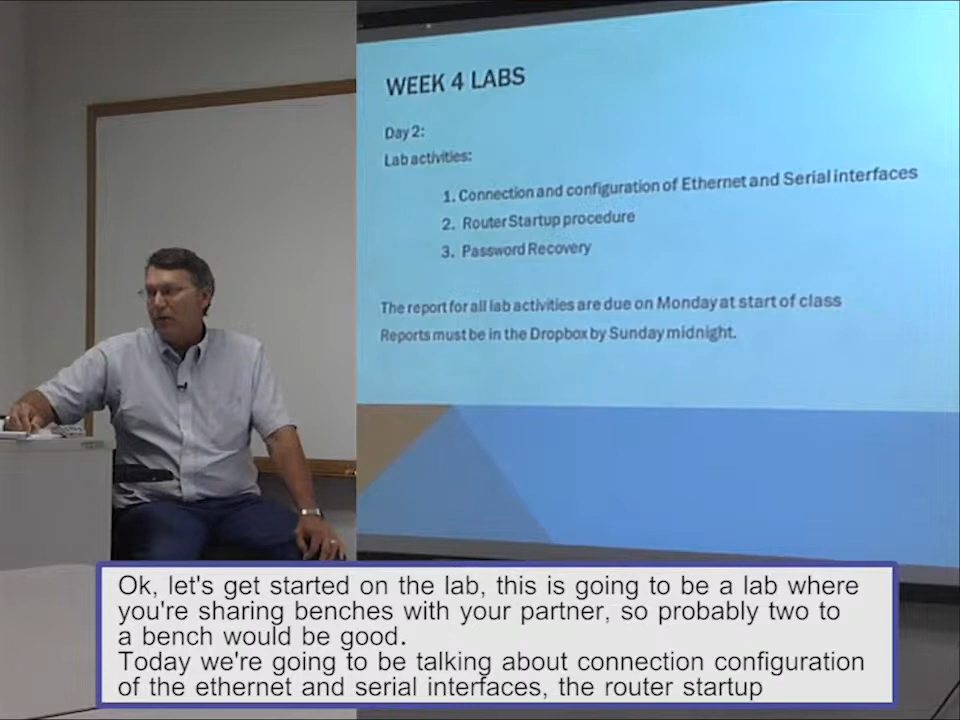 WEEK 4 LABS
Day 2:
Lab activities:
1. Connection and configuration of Ethernet and Serial interfaces
2. Router Startup procedure
3. Password Recovery
The report for all lab activities are due on Monday at start of class
Reports must be in the Dropbox by Sunday midnight.
Ok, let's get started on the lab, this is going to be a lab where
you're sharing benches with your partner, so probably two to
a bench would be good.
Today we're going to be talking about connection configuration
of the ethernet and serial interfaces, the router startup